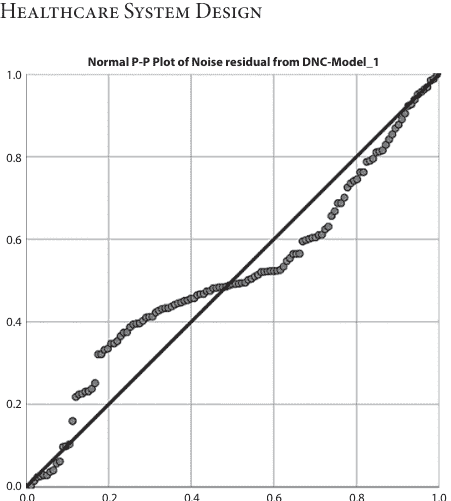 HEALTHCARE SYSTEM DESIGN
Normal P-P Plot of Noise residual from DNC-Model_1
1.0
0.8
0.6
0.4
0.2
0.0
0.0 0.2 0.4 0.6 0.8 1.0